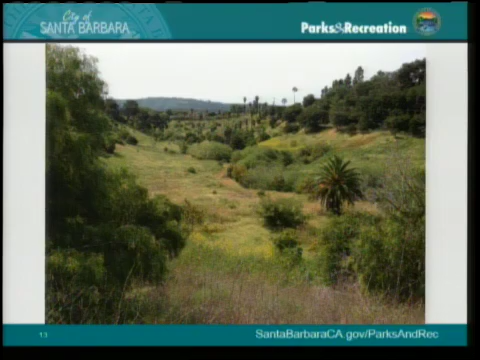 City of
SANTA BARBARA
Parks&Recreation
13
SantaBarbaraCA.gov/ParksAndRec